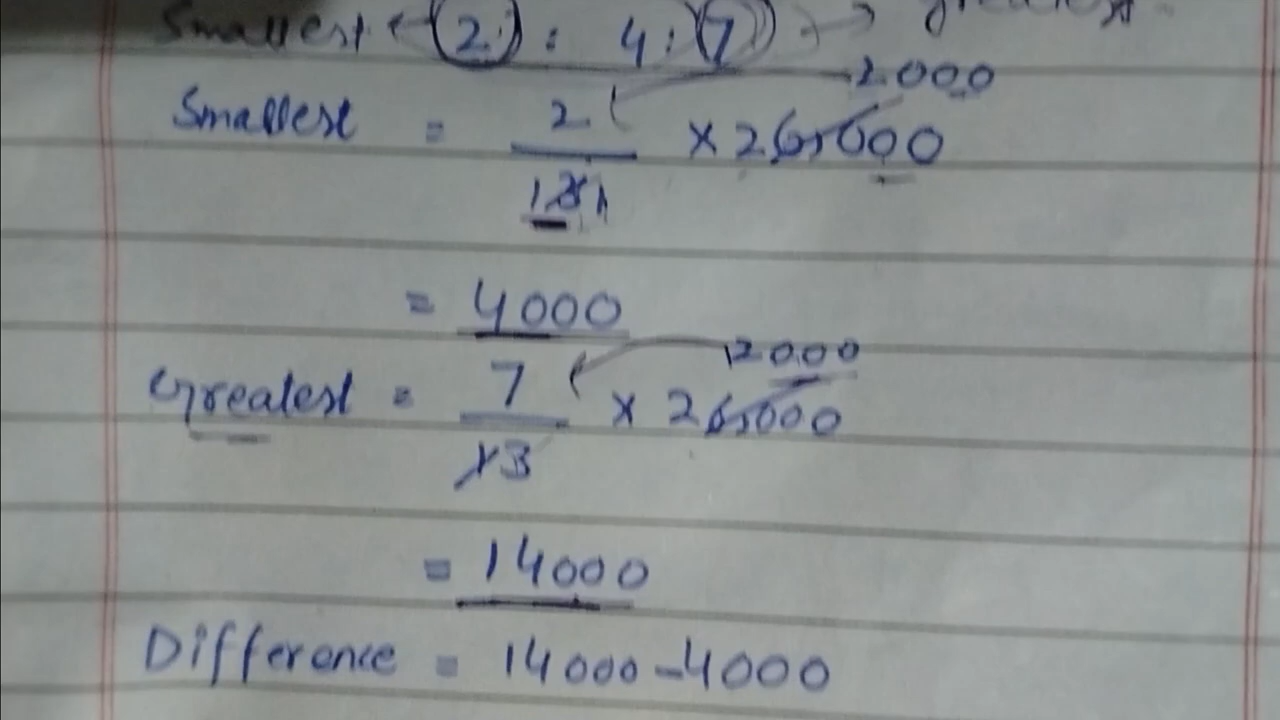 Smallest ← 2 : 4 : 7 → greatest
2000
Smallest = 2/13 × 26000
= 4000
2000
Greatest = 7/13 × 26000
= 14000
Difference = 14000-4000